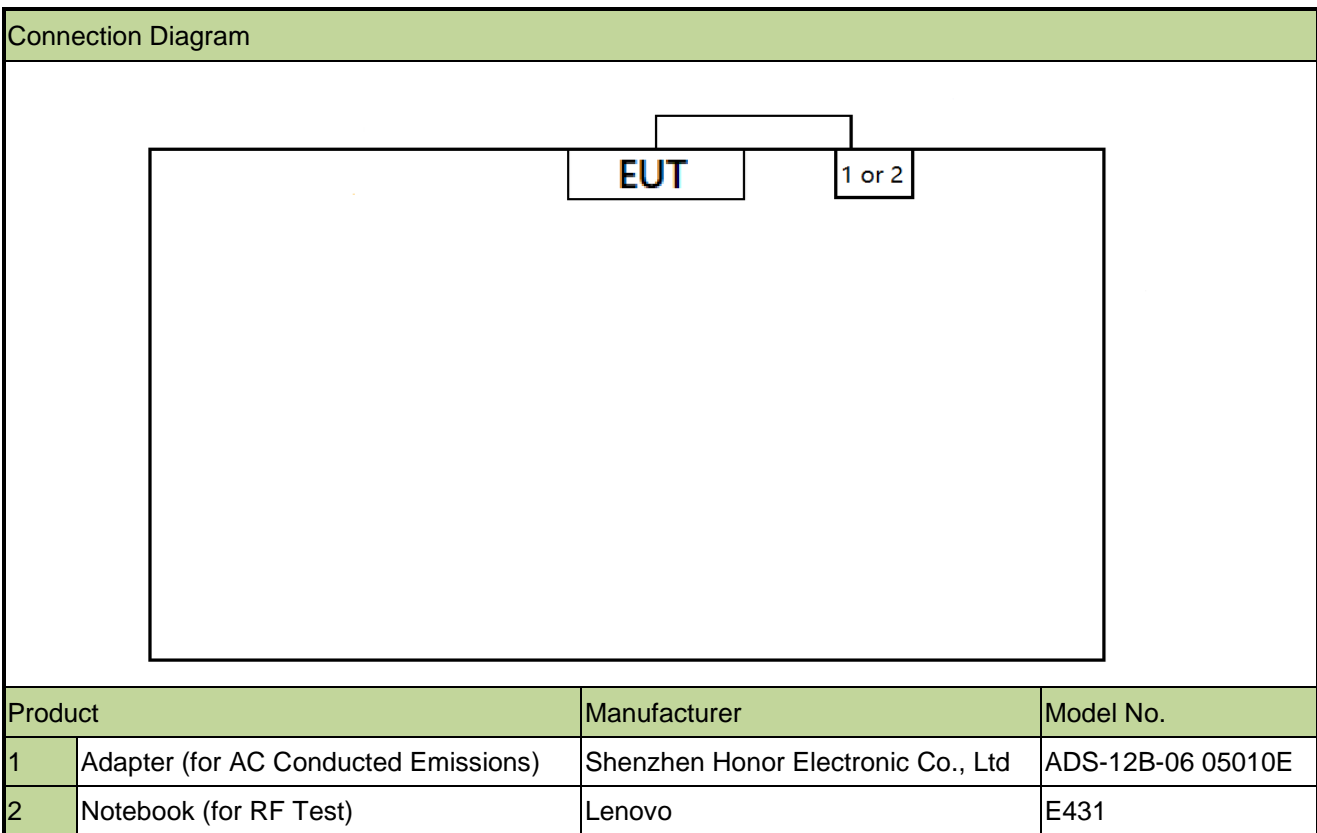 Connection Diagram
EUT
1 or 2
Product Manufacturer Model No.
1 Adapter (for AC Conducted Emissions) Shenzhen Honor Electronic Co., Ltd ADS-12B-06 05010E
2 Notebook (for RF Test) Lenovo E431